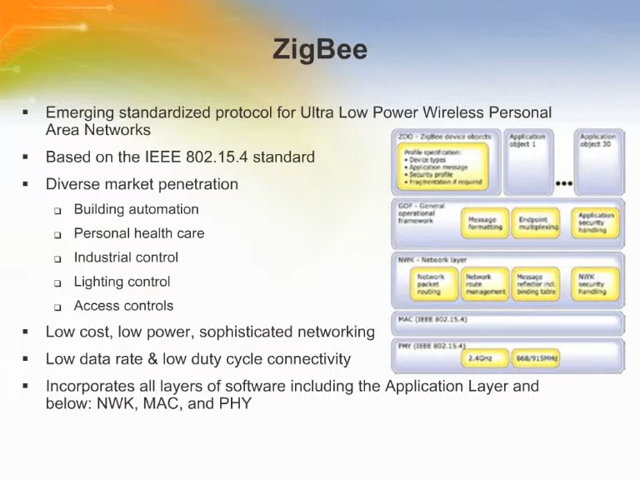 ZigBee
▪ Emerging standardized protocol for Ultra Low Power Wireless Personal
Area Networks
▪ Based on the IEEE 802.15.4 standard
▪ Diverse market penetration
❑ Building automation
❑ Personal health care
❑ Industrial control
❑ Lighting control
❑ Access controls
▪ Low cost, low power, sophisticated networking
▪ Low data rate & low duty cycle connectivity
▪ Incorporates all layers of software including the Application Layer and
below: NWK, MAC, and PHY
ZDO - ZigBee device objects
Profile specification:
• Device types
• Application message
• Security profile
• Fragmentation if required
Application
object 1
•••
Application
object 30
GOF - General
operational
framework
Message
formatting
Endpoint
multiplexing
Application
security
handling
NWK - Network layer
Network
packet
routing
Network
route
management
Message
reflector incl.
binding table
NWK
security
handling
MAC (IEEE 802.15.4)
PHY (IEEE 802.15.4)
2.4GHz
868/915MHz